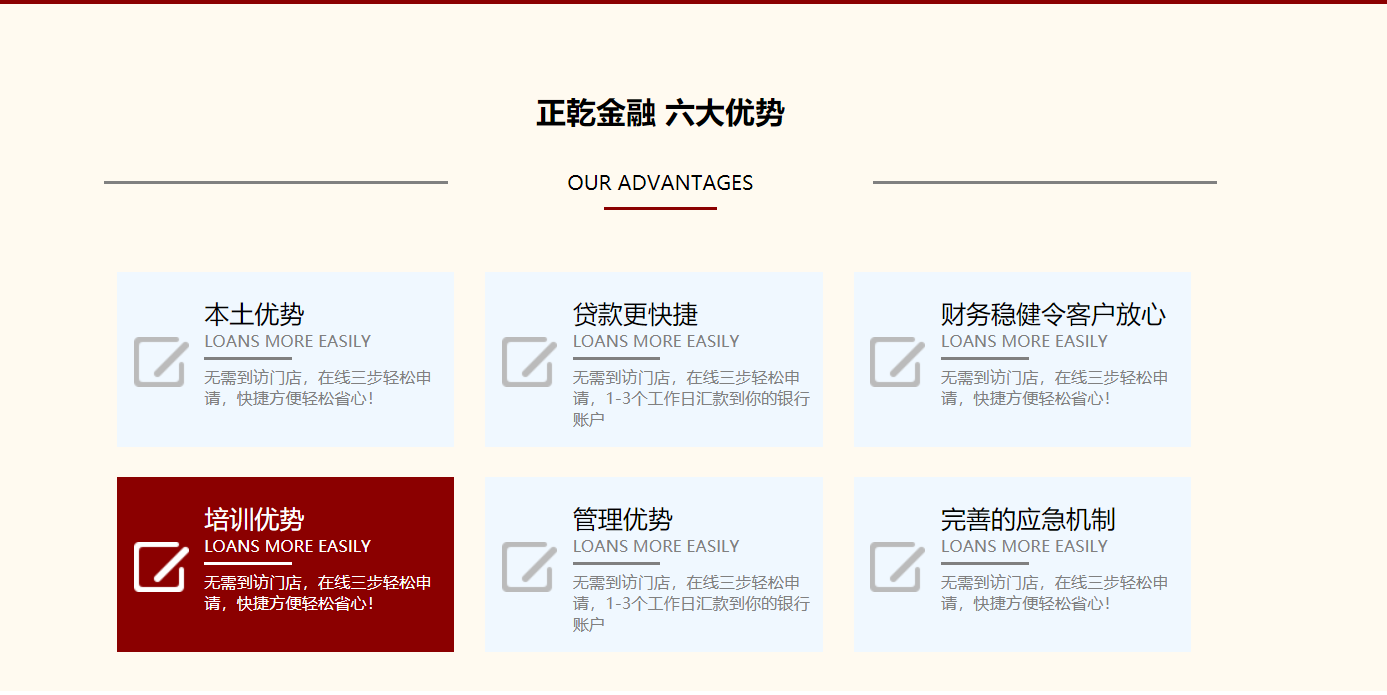 正乾金融 六大优势
OUR ADVANTAGES
本土优势
LOANS MORE EASILY
无需到访门店，在线三步轻松申
请，快捷方便轻松省心！
贷款更快捷
LOANS MORE EASILY
无需到访门店，在线三步轻松申
请，1-3个工作日汇款到你的银行
账户
财务稳健令客户放心
LOANS MORE EASILY
无需到访门店，在线三步轻松申
请，快捷方便轻松省心！
培训优势
LOANS MORE EASILY
无需到访门店，在线三步轻松申
请，快捷方便轻松省心！
管理优势
LOANS MORE EASILY
无需到访门店，在线三步轻松申
请，1-3个工作日汇款到你的银行
账户
完善的应急机制
LOANS MORE EASILY
无需到访门店，在线三步轻松申
请，快捷方便轻松省心！